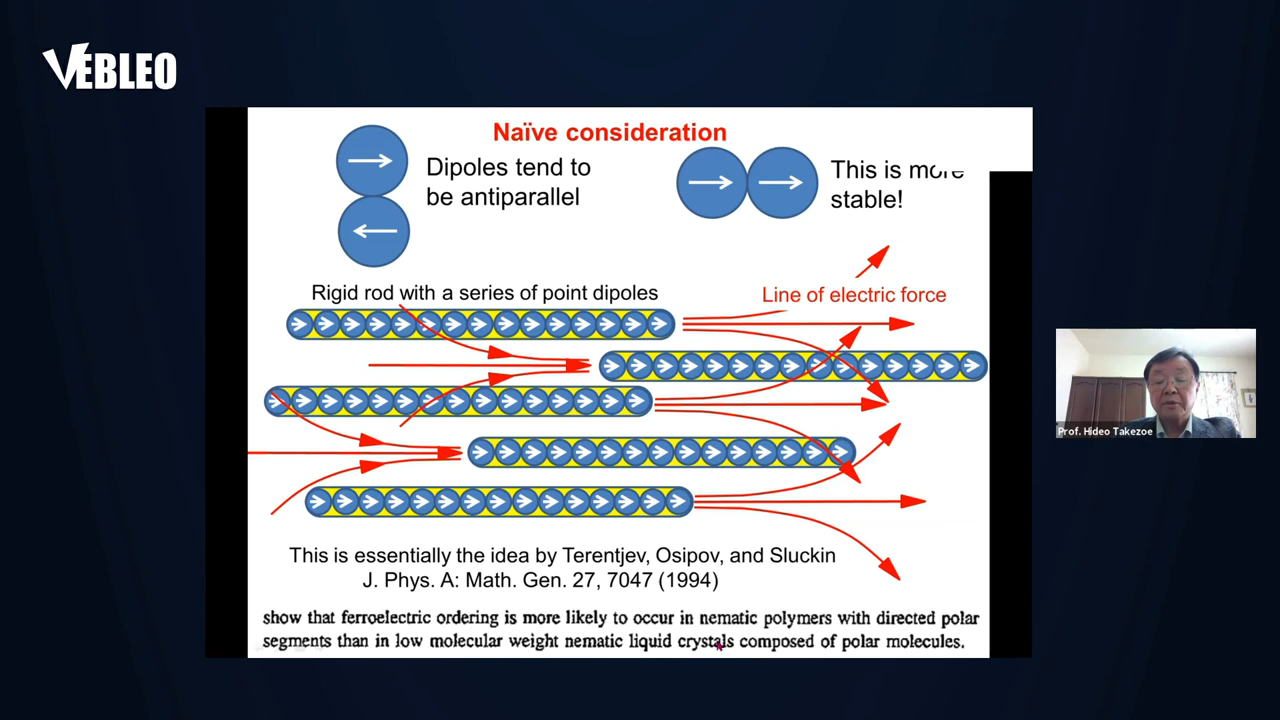 VEBLEO
Naïve consideration
Dipoles tend to
be antiparallel
This is more
stable!
Rigid rod with a series of point dipoles
Line of electric force
This is essentially the idea by Terentjev, Osipov, and Sluckin
J. Phys. A: Math. Gen. 27, 7047 (1994)
show that ferroelectric ordering is more likely to occur in nematic polymers with directed polar
segments than in low molecular weight nematic liquid crystals composed of polar molecules.
Prof. Hideo Takezoe